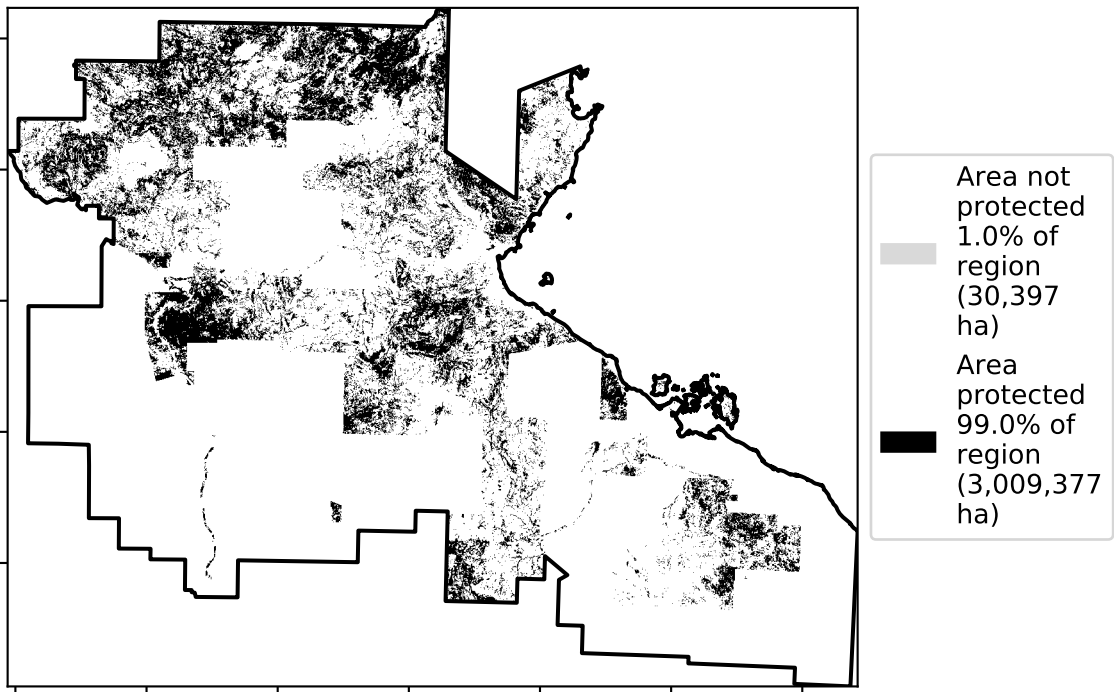 Area not
protected
1.0% of
region
(30,397
ha)
Area
protected
99.0% of
region
(3,009,377
ha)